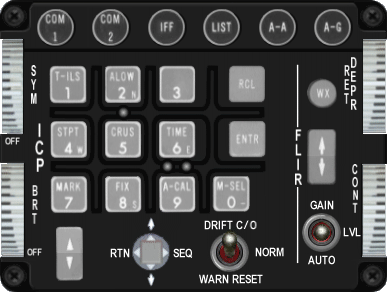 COM 1
COM 2
IFF
LIST
A-A
A-G
SYM
T-ILS 1
ALOW 2 N
3
RCL
WX
DEPR
RET
OFF
ICP
STPT 4 W
CRUS 5
TIME 6 E
ENTR
FLIR
BRT
MARK 7
FIX 8 S
A-CAL 9
M-SEL 0 -
CONT
OFF
RTN
SEQ
DRIFT C/O
NORM
WARN RESET
GAIN
LVL
AUTO